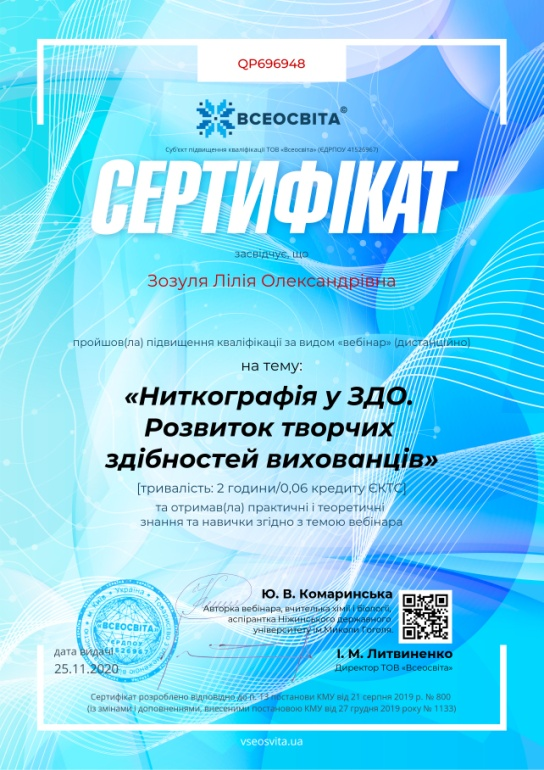 QP696948
ВСЕОСВІТА©
Суб'єкт підвищення кваліфікації ТОВ «Всеосвіта» (ЄДРПОУ 41526967)
СЕРТИФІКАТ
засвідчує, що
Зозуля Лілія Олександрівна
пройшов(ла) підвищення кваліфікації за видом «вебінар» (дистанційно)
на тему:
«Ниткографія у ЗДО.
Розвиток творчих
здібностей вихованців»
[тривалість: 2 години/0,06 кредиту ЄКТС]
та отримав(ла) практичні і теоретичні
знання та навички згідно з темою вебінара
Ю. В. Комаринська
Авторка вебінара, вчителька хімії і біології,
аспірантка Ніжинського державного
університету ім.Миколи Гоголя.
Україна
ВСЕОСВІТА
ЄДРПОУ
41526967
І. М. Литвиненко
Директор ТОВ «Всеосвіта»
дата видачі
25.11.2020
Сертифікат розроблено відповідно до п. 13 постанови КМУ від 21 серпня 2019 р. № 800
(із змінами і доповненнями, внесеними постановою КМУ від 27 грудня 2019 року № 1133)
vseosvita.ua